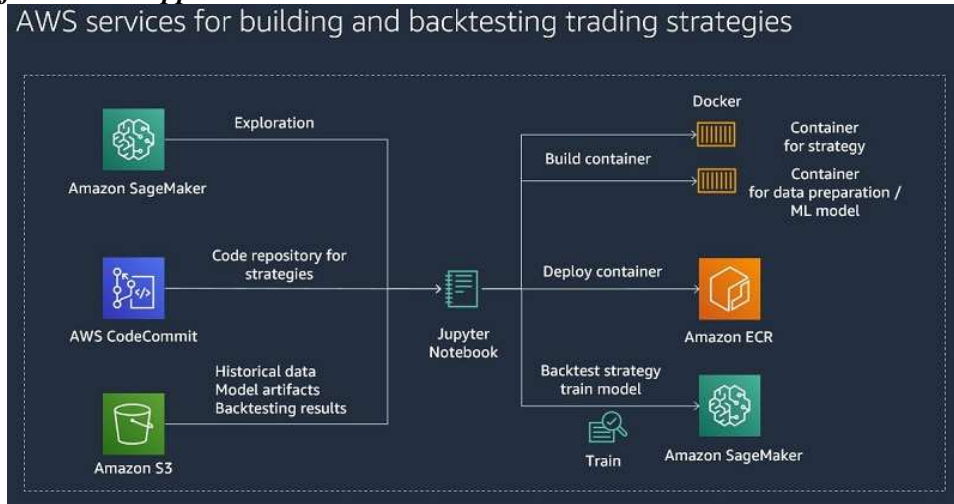 AWS services for building and backtesting trading strategies
Exploration
Amazon SageMaker
Code repository for
strategies
AWS CodeCommit
Historical data
Model artifacts
Backtesting results
Amazon S3
Jupyter
Notebook
Docker
Build container
Container
for strategy
Container
for data preparation /
ML model
Deploy container
Amazon ECR
Backtest strategy
train model
Train
Amazon SageMaker